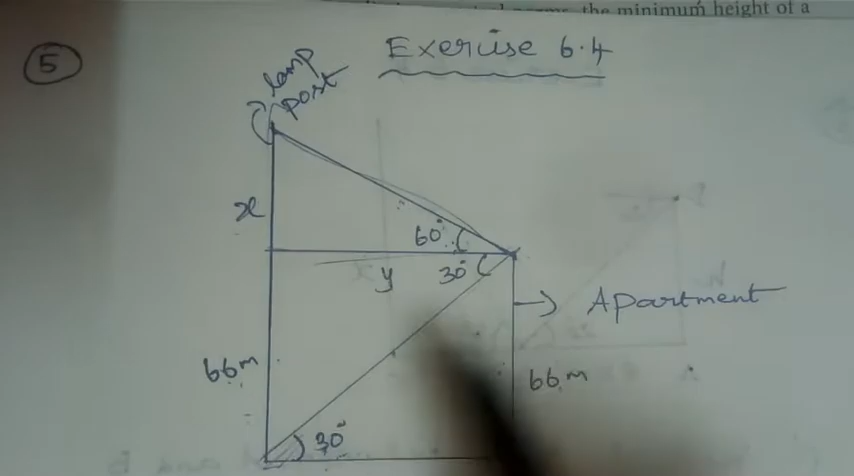 the minimum height of a
5 Exercise 6.4
lamp
post
x
60°
y 30°
Apartment
66m
66m
30°